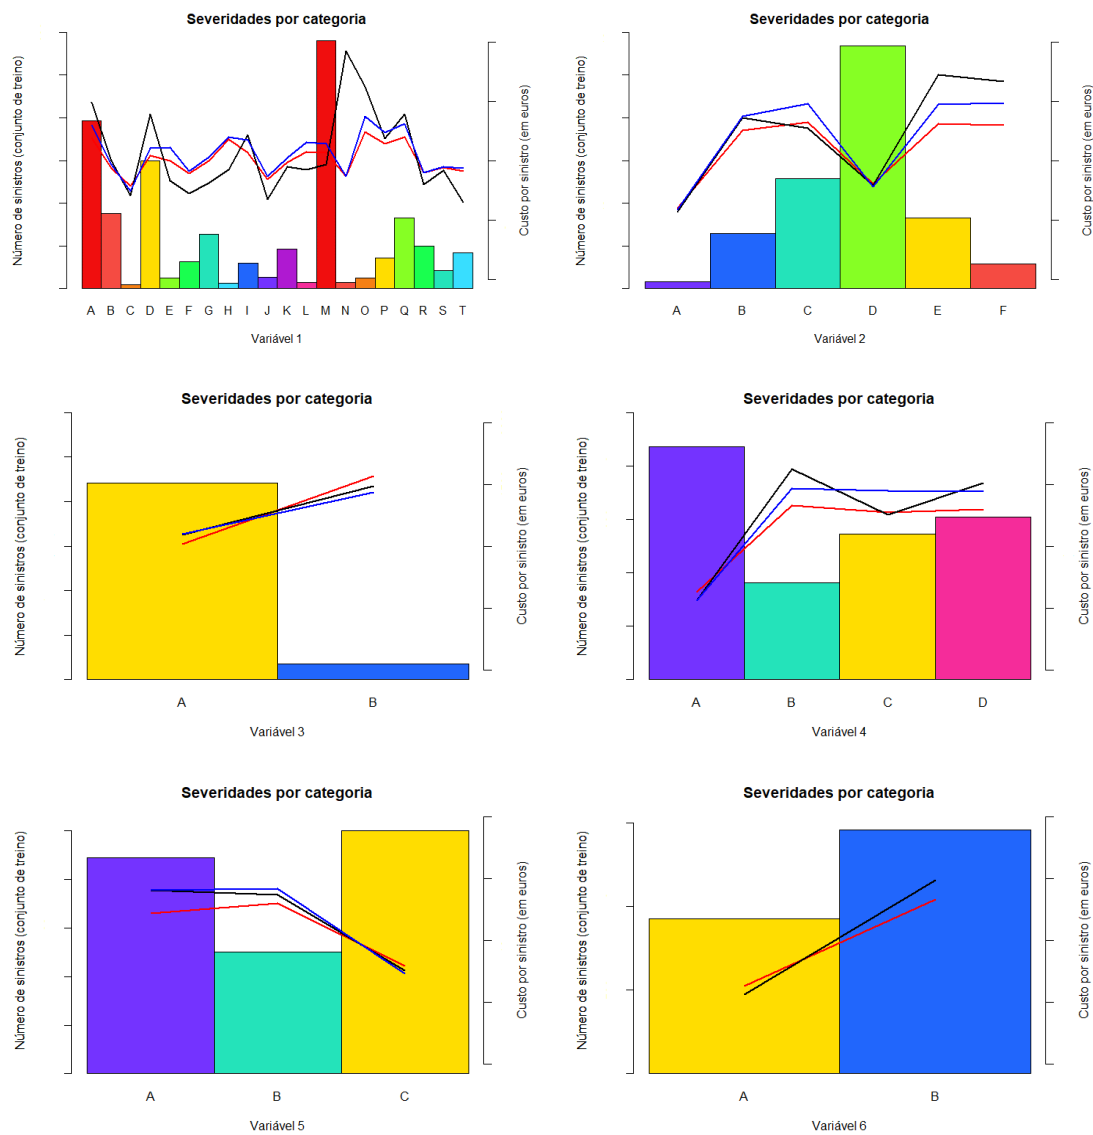 Severidades por categoria
Número de sinistros (conjunto de treino)
Custo por sinistro (em euros)
A B C D E F G H I J K L M N O P Q R S T
Variável 1
Severidades por categoria
Número de sinistros (conjunto de treino)
Custo por sinistro (em euros)
A B C D E F
Variável 2
Severidades por categoria
Número de sinistros (conjunto de treino)
Custo por sinistro (em euros)
A B
Variável 3
Severidades por categoria
Número de sinistros (conjunto de treino)
Custo por sinistro (em euros)
A B C D
Variável 4
Severidades por categoria
Número de sinistros (conjunto de treino)
Custo por sinistro (em euros)
A B C
Variável 5
Severidades por categoria
Número de sinistros (conjunto de treino)
Custo por sinistro (em euros)
A B
Variável 6